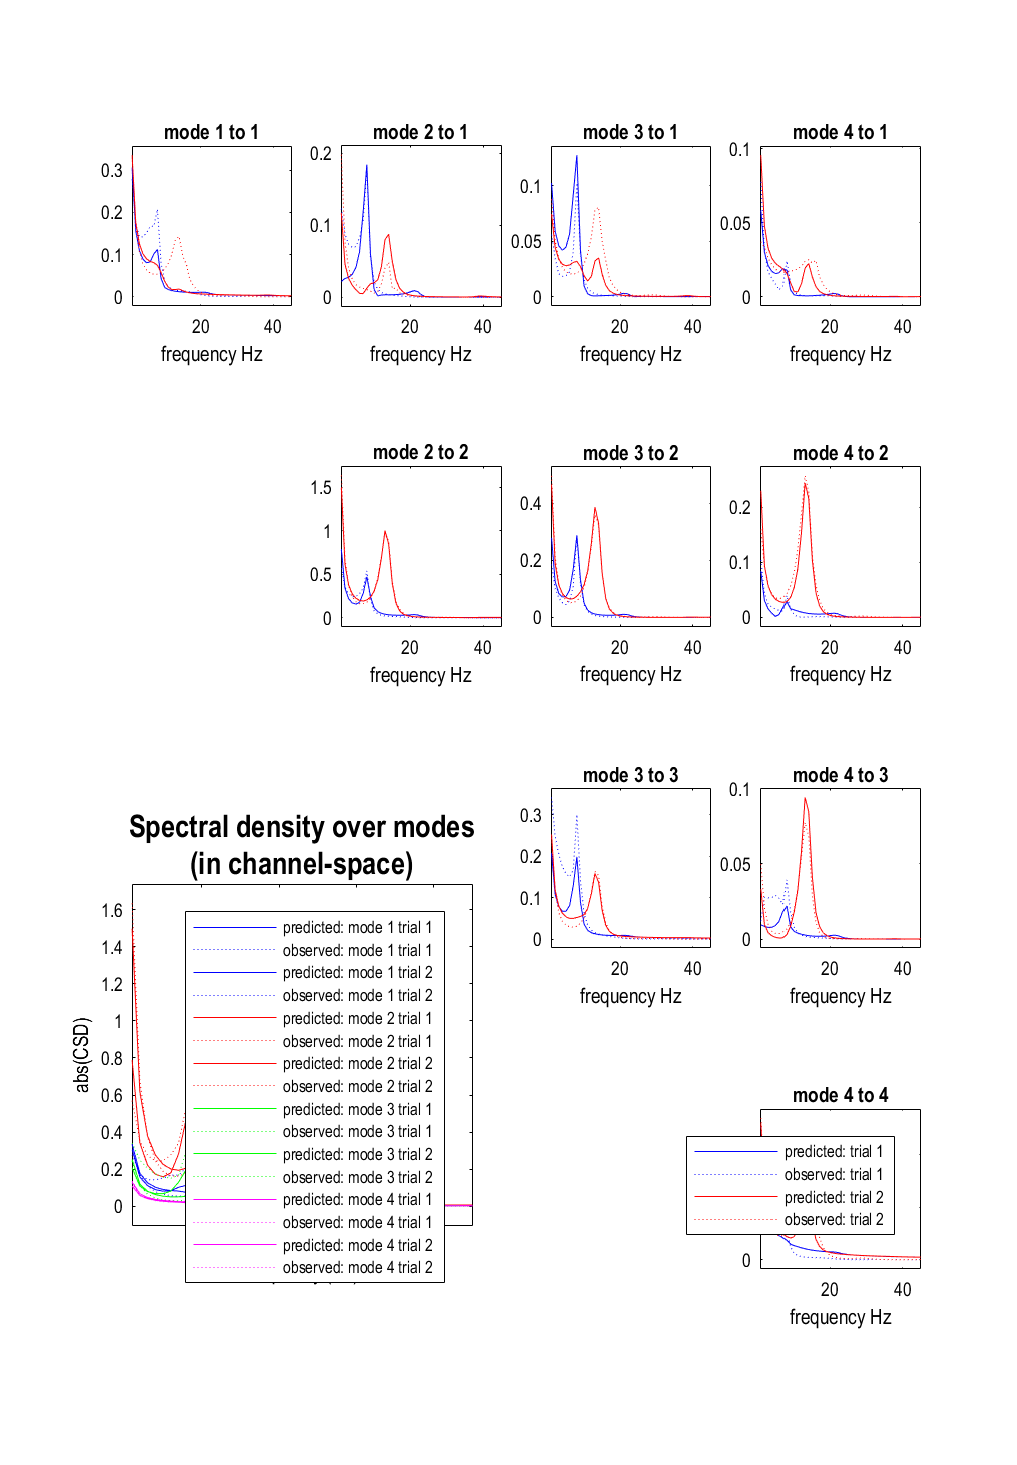 mode 1 to 1
mode 2 to 1
mode 3 to 1
mode 4 to 1
0.3
0.2
0.1
0
20
40
frequency Hz
0.2
0.1
0
20
40
frequency Hz
0.1
0.05
0
20
40
frequency Hz
0.1
0.05
0
20
40
frequency Hz
mode 2 to 2
mode 3 to 2
mode 4 to 2
1.5
1
0.5
0
20
40
frequency Hz
0.4
0.2
0
20
40
frequency Hz
0.2
0.1
0
20
40
frequency Hz
mode 3 to 3
mode 4 to 3
0.3
0.2
0.1
0
20
40
frequency Hz
0.1
0.05
0
20
40
frequency Hz
Spectral density over modes
(in channel-space)
abs(CSD)
1.6
1.4
1.2
1
0.8
0.6
0.4
0.2
0
predicted: mode 1 trial 1
observed: mode 1 trial 1
predicted: mode 1 trial 2
observed: mode 1 trial 2
predicted: mode 2 trial 1
observed: mode 2 trial 1
predicted: mode 2 trial 2
observed: mode 2 trial 2
predicted: mode 3 trial 1
observed: mode 3 trial 1
predicted: mode 3 trial 2
observed: mode 3 trial 2
predicted: mode 4 trial 1
observed: mode 4 trial 1
predicted: mode 4 trial 2
observed: mode 4 trial 2
mode 4 to 4
predicted: trial 1
observed: trial 1
predicted: trial 2
observed: trial 2
0
20
40
frequency Hz